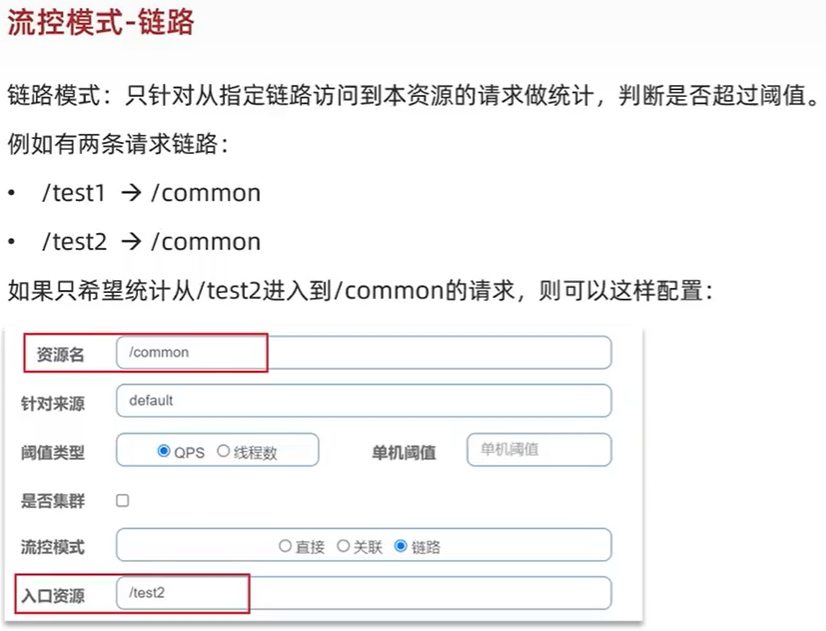 流控模式-链路
链路模式：只针对从指定链路访问到本资源的请求做统计，判断是否超过阈值。
例如有两条请求链路：
• /test1 → /common
• /test2 → /common
如果只希望统计从/test2进入到/common的请求，则可以这样配置：
资源名 /common
针对来源 default
阈值类型 QPS 线程数 单机阈值 单机阈值
是否集群
流控模式 直接 关联 链路
入口资源 /test2